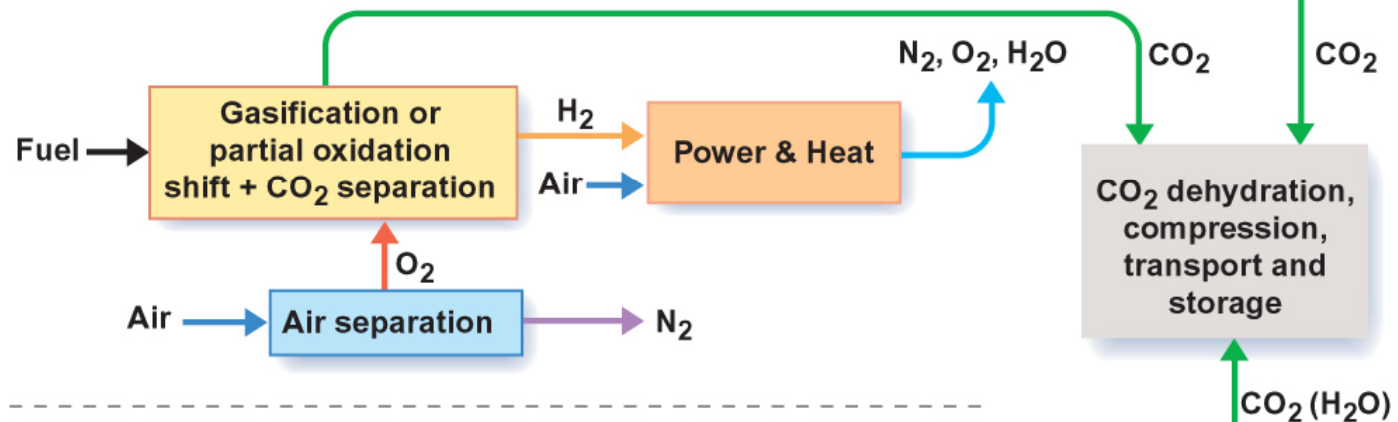 N₂, O₂, H₂O
CO₂
CO₂
Fuel
Gasification or
partial oxidation
shift + CO₂ separation
H₂
Air
Power & Heat
CO₂ dehydration,
compression,
transport and
storage
O₂
Air
Air separation
N₂
CO₂ (H₂O)